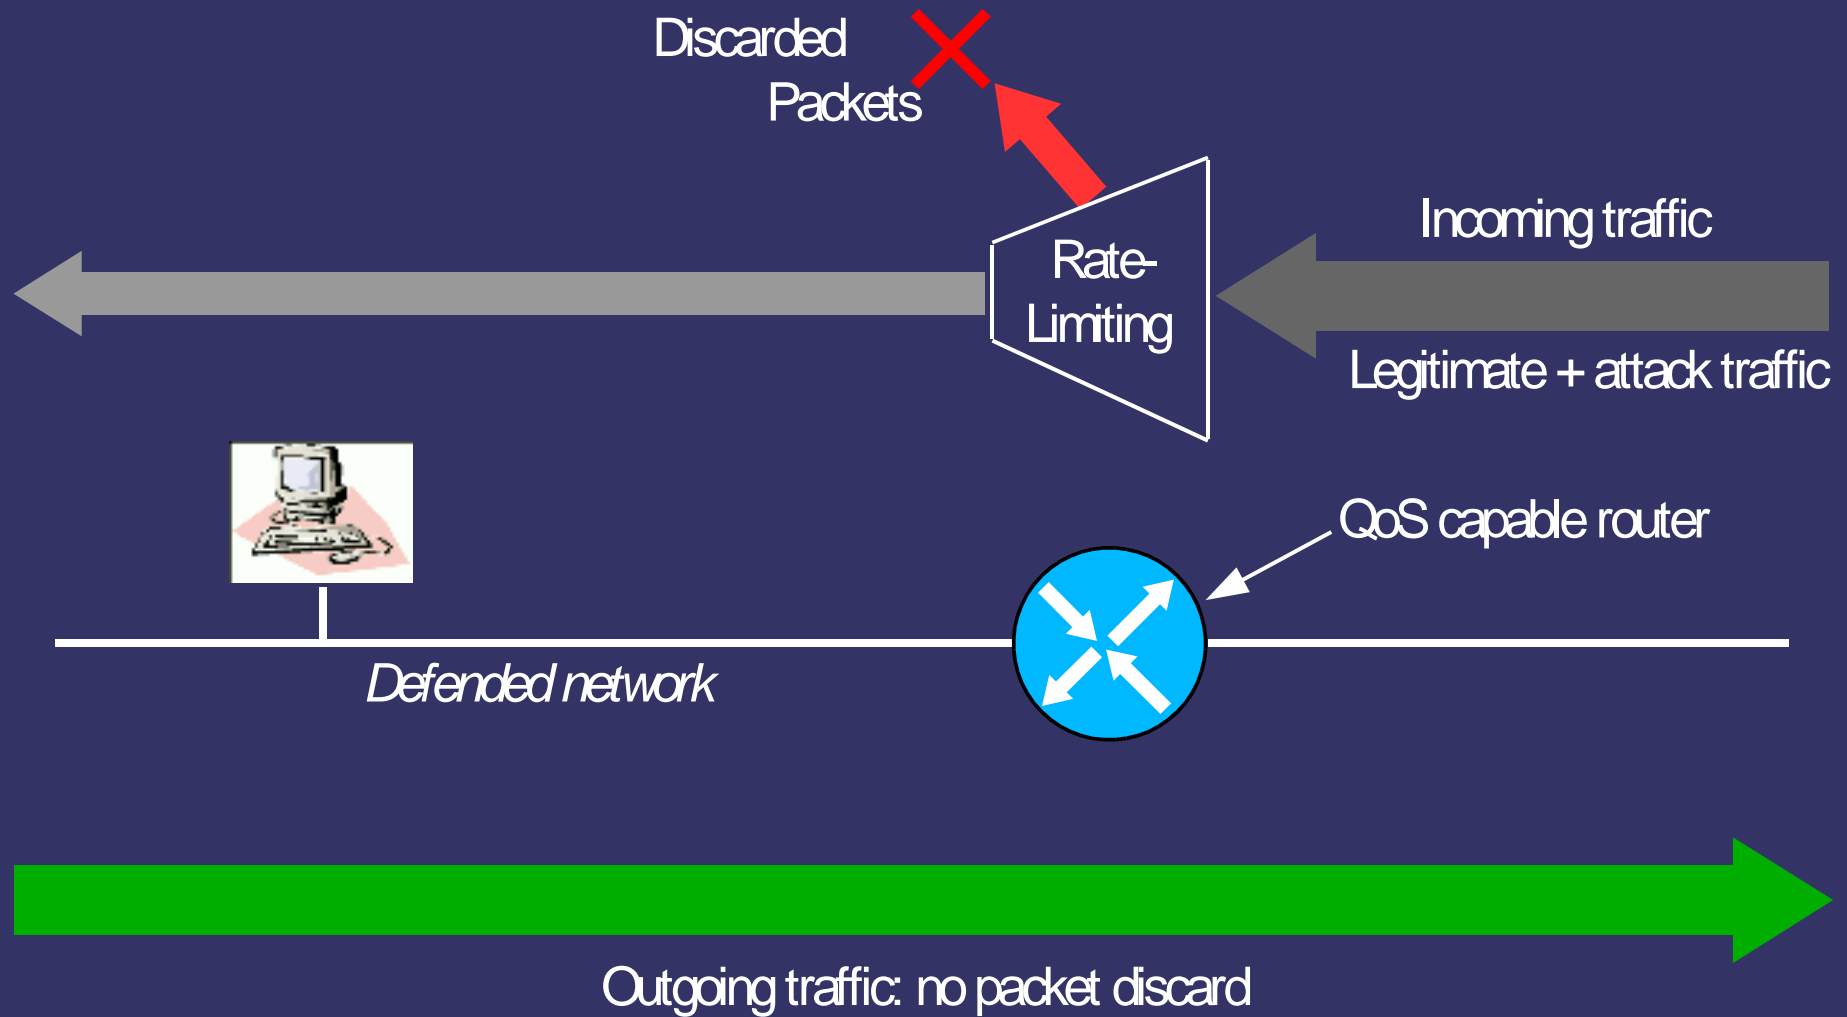 Discarded
Packets
Incoming traffic
Rate-
Limiting
Legitimate + attack traffic
QoS capable router
Defended network
Outgoing traffic: no packet discard